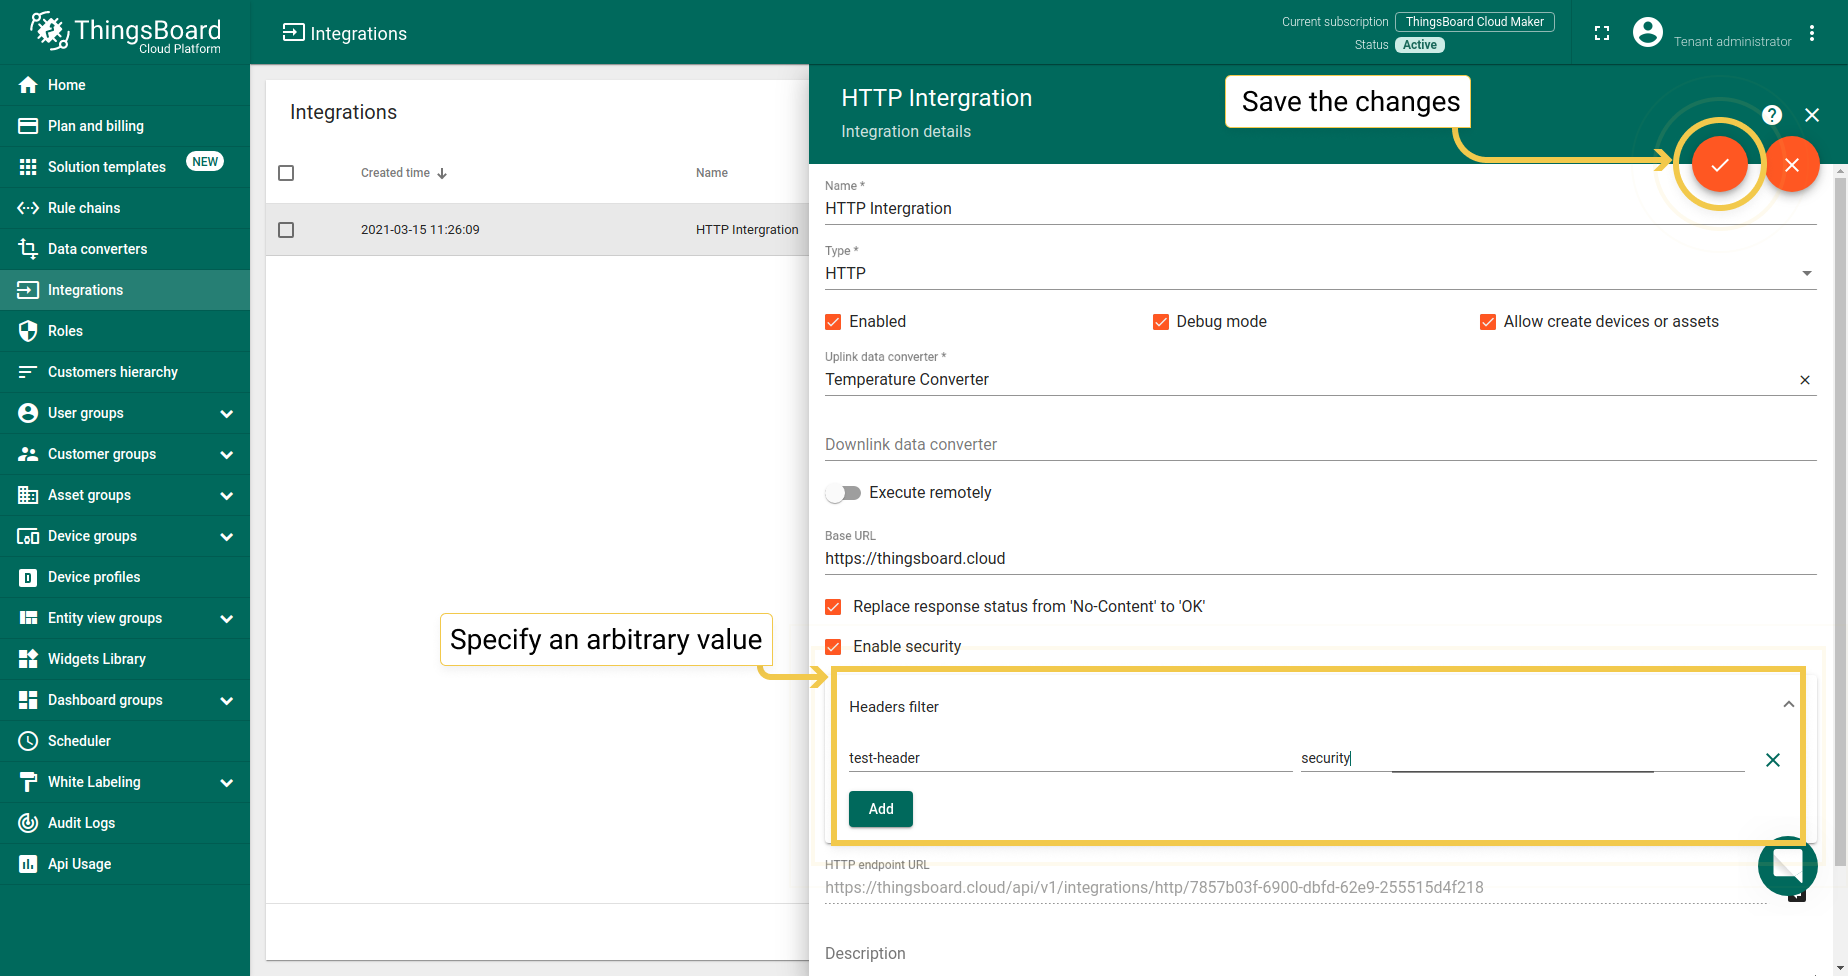 ThingsBoard
Cloud Platform
Integrations
Current subscription ThingsBoard Cloud Maker
Status Active
Tenant administrator
Home
Plan and billing
Solution templates NEW
Rule chains
Data converters
Integrations
Roles
Customers hierarchy
User groups
Customer groups
Asset groups
Device groups
Device profiles
Entity view groups
Widgets Library
Dashboard groups
Scheduler
White Labeling
Audit Logs
Api Usage
Integrations
Created time Name
2021-03-15 11:26:09 HTTP Intergration
HTTP Intergration
Integration details
Save the changes
Name *
HTTP Intergration
Type *
HTTP
Enabled Debug mode Allow create devices or assets
Uplink data converter *
Temperature Converter
Downlink data converter
Execute remotely
Base URL
https://thingsboard.cloud
Replace response status from 'No-Content' to 'OK'
Enable security
Specify an arbitrary value
Headers filter
test-header security
Add
HTTP endpoint URL
https://thingsboard.cloud/api/v1/integrations/http/7857b03f-6900-dbfd-62e9-255515d4f218
Description